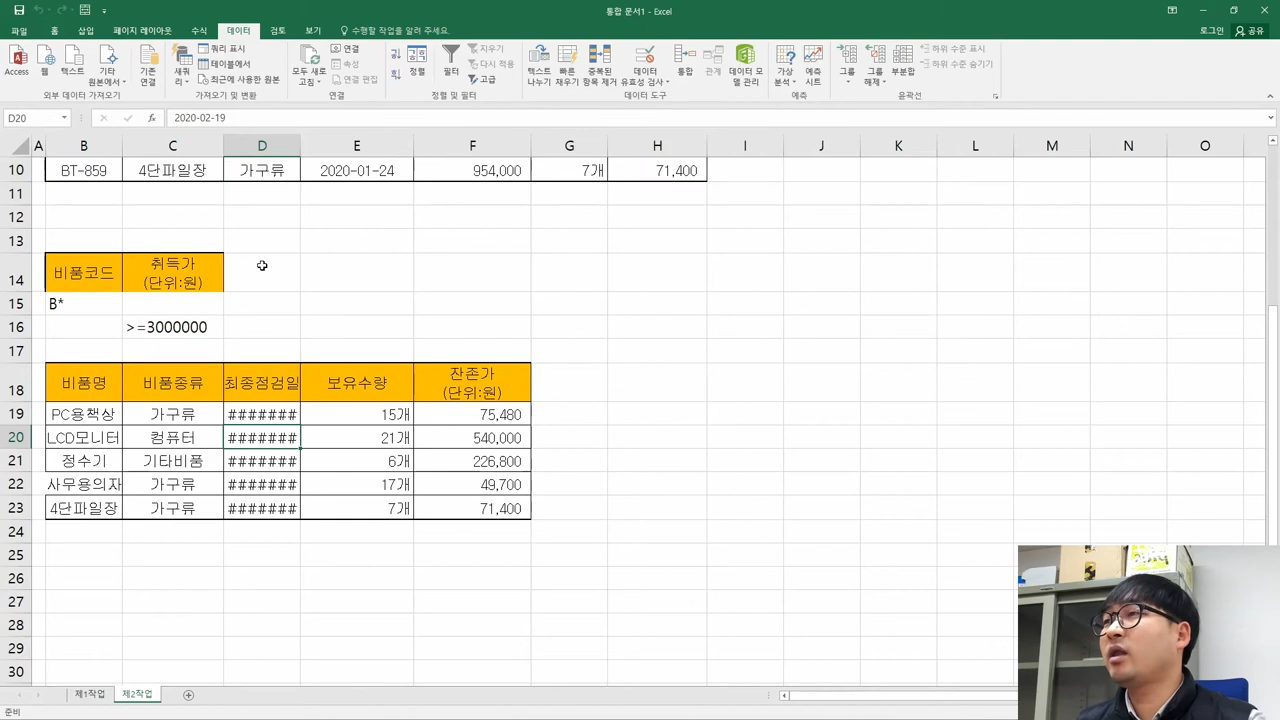 통합 문서1 - Excel
파일 홈 삽입 페이지 레이아웃 수식 데이터 검토 보기 수행할 작업을 알려 주세요. 로그인 공유
Access 웹 텍스트 기타 원본에서 기존 연결 새쿼리 쿼리 표시 테이블에서 최근에 사용한 원본 모두 새로 고침 연결 속성 연결 편집 정렬 필터 지우기 다시 적용 고급 텍스트 나누기 빠른 채우기 중복된 항목 제거 데이터 유효성 검사 통합 관계 데이터 모델 관리 가상 분석 예측 시트 그룹 그룹 해제 부분합 하위 수준 표시 하위 수준 숨기기
외부 데이터 가져오기 가져오기 및 변환 연결 정렬 및 필터 데이터 도구 예측 윤곽선
D20 fx 2020-02-19
A B C D E F G H I J K L M N O
10 BT-859 4단파일장 가구류 2020-01-24 954,000 7개 71,400
11
12
13
14 비품코드 취득가
(단위:원)
15 B*
16 >=3000000
17
18 비품명 비품종류 최종점검일 보유수량 잔존가
(단위:원)
19 PC용책상 가구류 ####### 15개 75,480
20 LCD모니터 컴퓨터 ####### 21개 540,000
21 정수기 기타비품 ####### 6개 226,800
22 사무용의자 가구류 ####### 17개 49,700
23 4단파일장 가구류 ####### 7개 71,400
24
25
26
27
28
29
30
제1작업 제2작업
준비